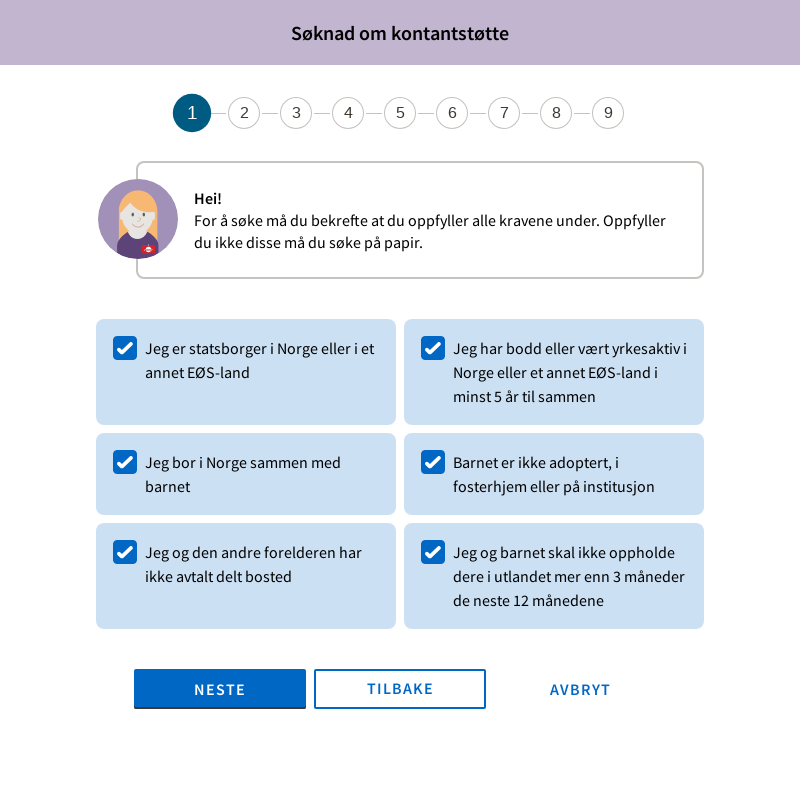 Søknad om kontantstøtte
1 2 3 4 5 6 7 8 9
Hei!
For å søke må du bekrefte at du oppfyller alle kravene under. Oppfyller
du ikke disse må du søke på papir.
Jeg er statsborger i Norge eller i et
annet EØS-land
Jeg har bodd eller vært yrkesaktiv i
Norge eller et annet EØS-land i
minst 5 år til sammen
Jeg bor i Norge sammen med
barnet
Barnet er ikke adoptert, i
fosterhjem eller på institusjon
Jeg og den andre forelderen har
ikke avtalt delt bosted
Jeg og barnet skal ikke oppholde
dere i utlandet mer enn 3 måneder
de neste 12 månedene
NESTE
TILBAKE
AVBRYT